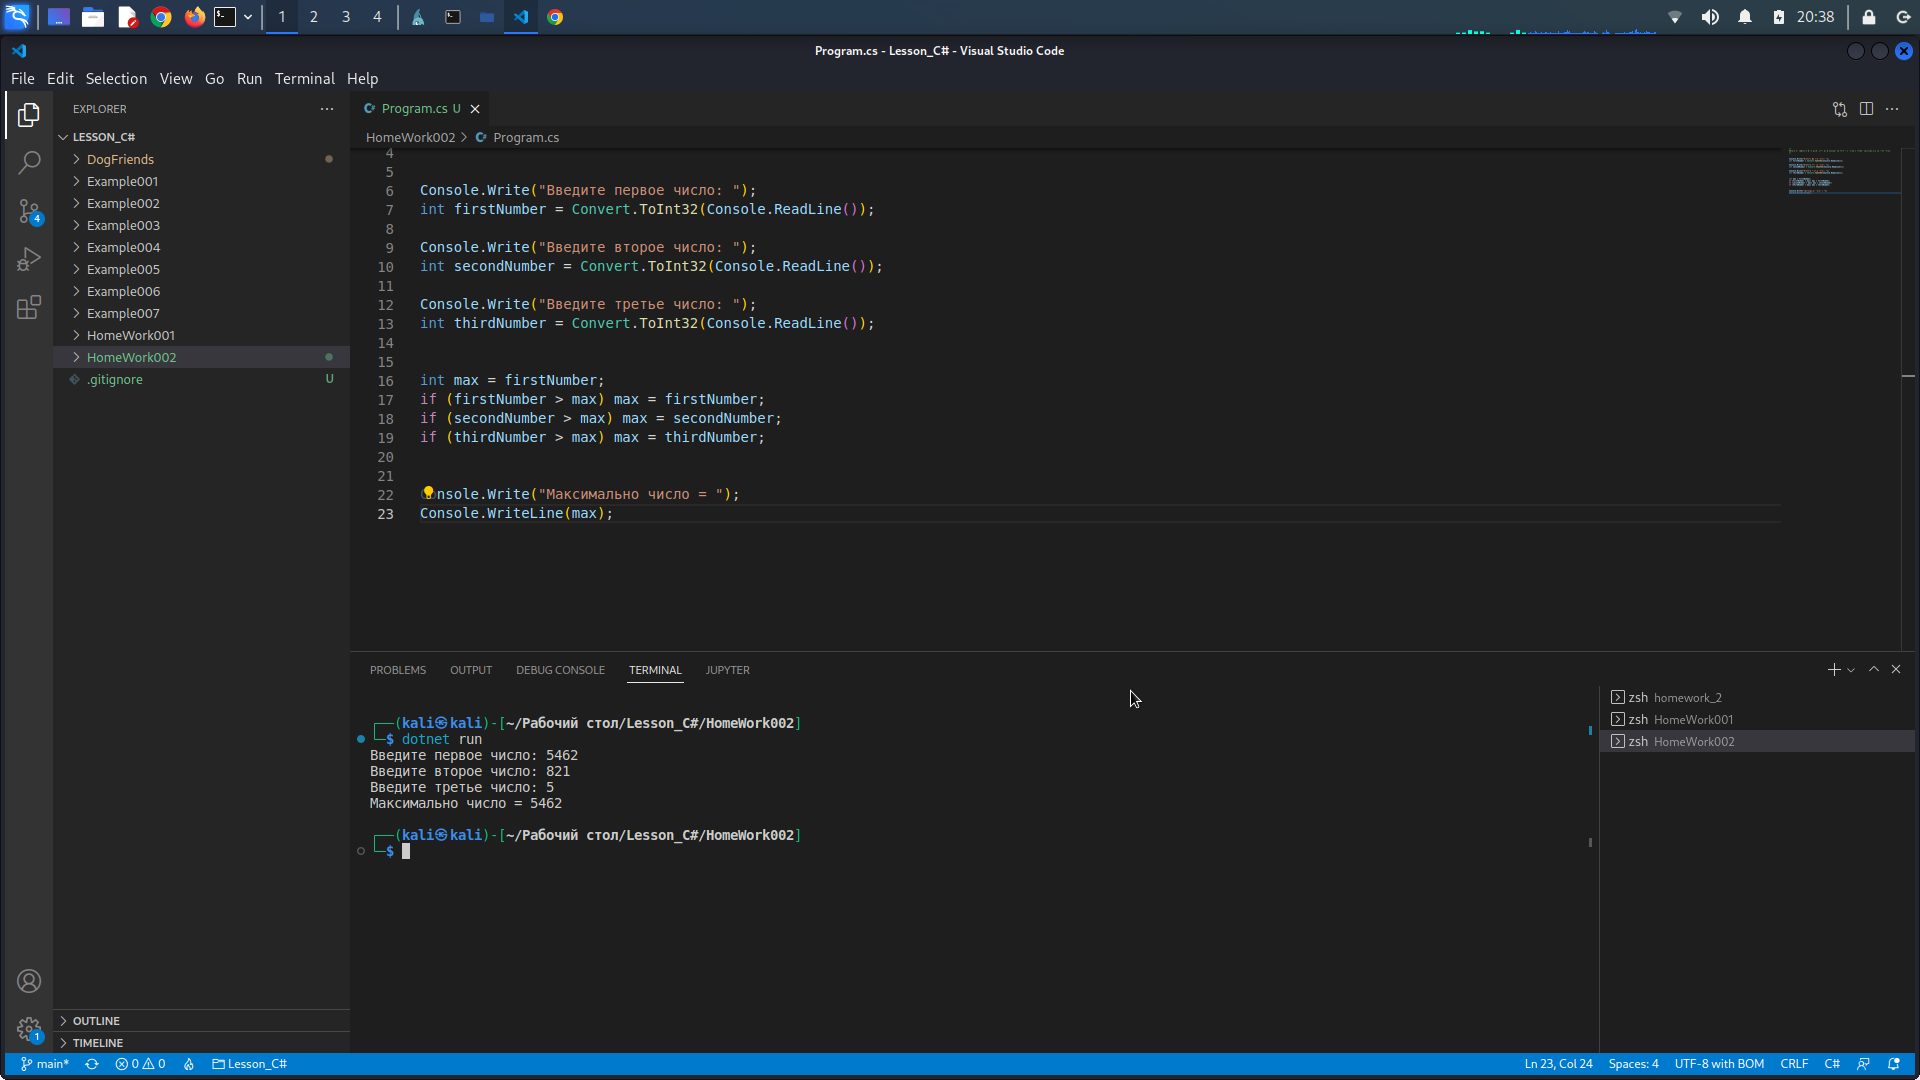 1 2 3 4
20:38
Program.cs - Lesson_C# - Visual Studio Code
File Edit Selection View Go Run Terminal Help
EXPLORER
LESSON_C#
DogFriends
Example001
Example002
Example003
Example004
Example005
Example006
Example007
HomeWork001
HomeWork002
.gitignore U
4
OUTLINE
TIMELINE
1
Program.cs U
HomeWork002 > Program.cs
4
5
6 Console.Write("Введите первое число: ");
7 int firstNumber = Convert.ToInt32(Console.ReadLine());
8
9 Console.Write("Введите второе число: ");
10 int secondNumber = Convert.ToInt32(Console.ReadLine());
11
12 Console.Write("Введите третье число: ");
13 int thirdNumber = Convert.ToInt32(Console.ReadLine());
14
15
16 int max = firstNumber;
17 if (firstNumber > max) max = firstNumber;
18 if (secondNumber > max) max = secondNumber;
19 if (thirdNumber > max) max = thirdNumber;
20
21
22 Console.Write("Максимально число = ");
23 Console.WriteLine(max);
PROBLEMS OUTPUT DEBUG CONSOLE TERMINAL JUPYTER
┌──(kali㉿kali)-[~/Рабочий стол/Lesson_C#/HomeWork002]
└─$ dotnet run
Введите первое число: 5462
Введите второе число: 821
Введите третье число: 5
Максимально число = 5462
┌──(kali㉿kali)-[~/Рабочий стол/Lesson_C#/HomeWork002]
└─$
zsh homework_2
zsh HomeWork001
zsh HomeWork002
main* 0 0 Lesson_C# Ln 23, Col 24 Spaces: 4 UTF-8 with BOM CRLF C#